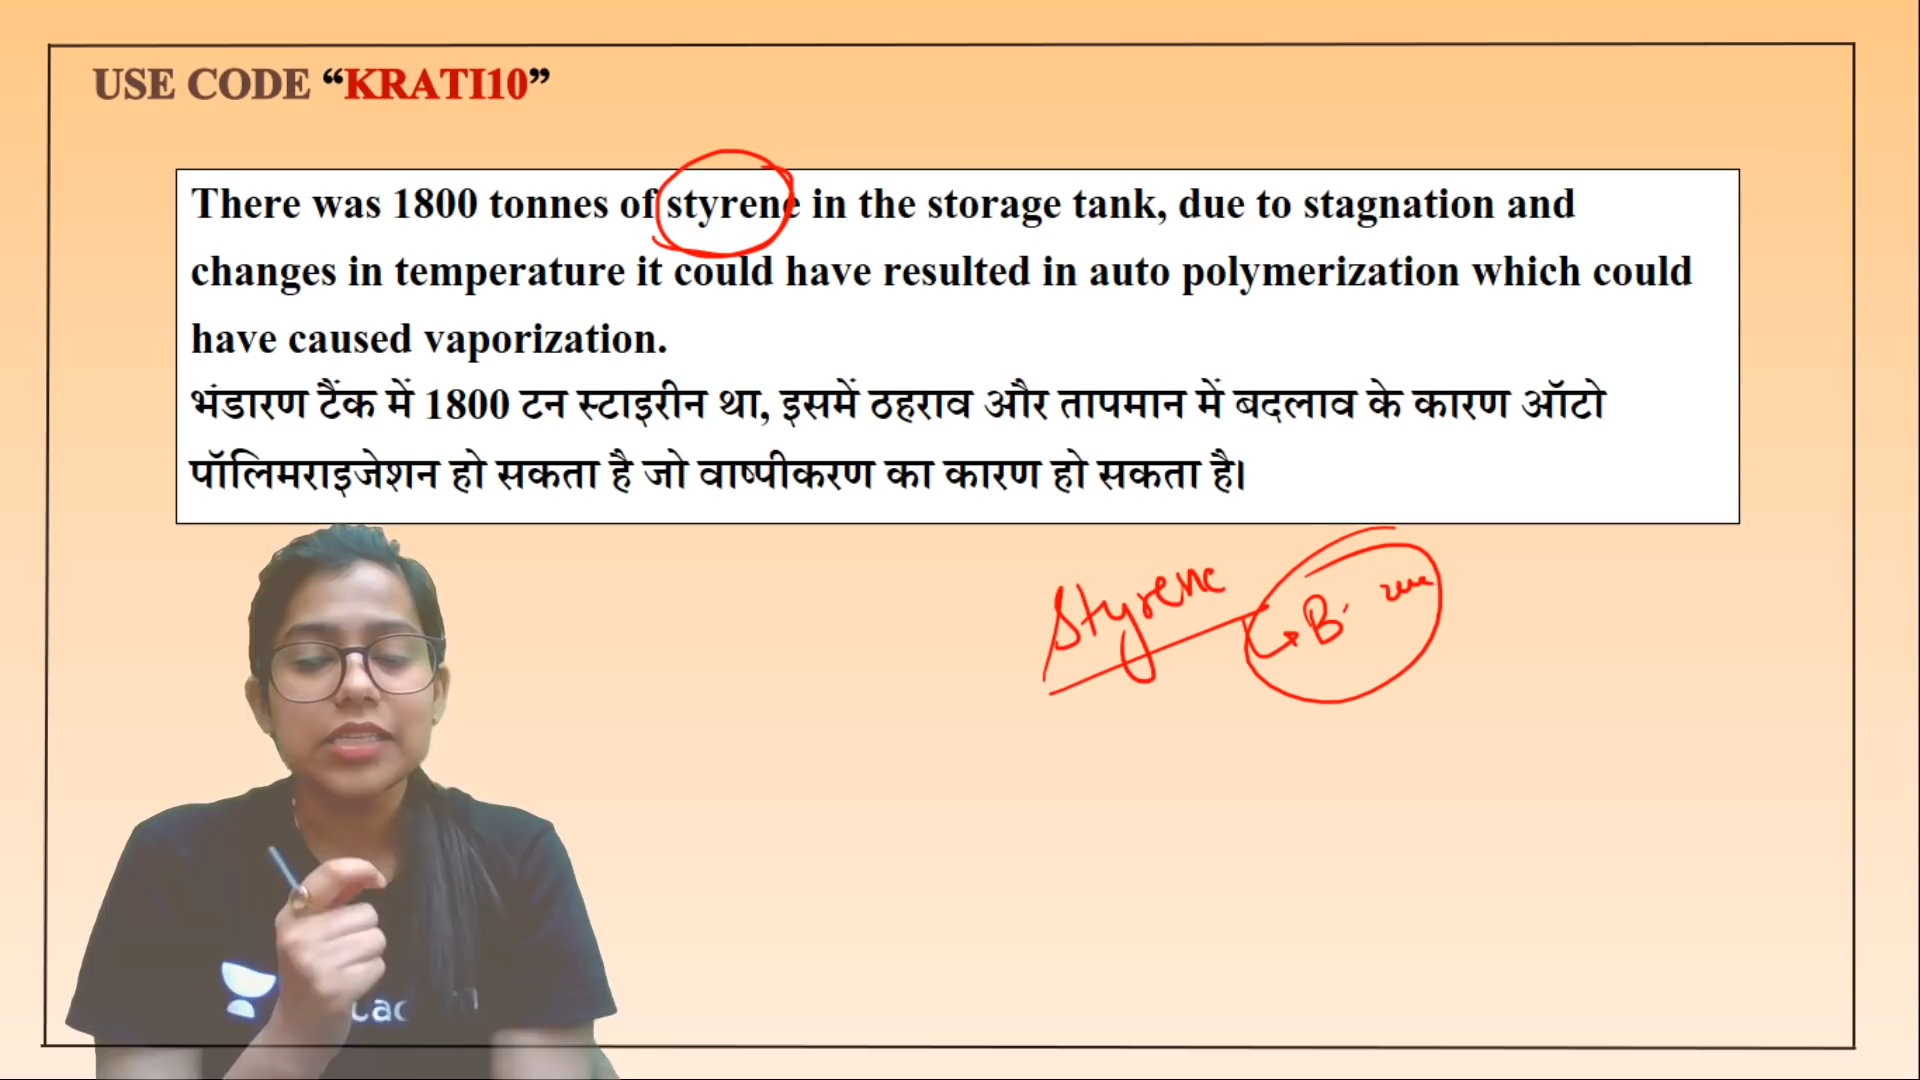 USE CODE “KRATI10”
There was 1800 tonnes of styrene in the storage tank, due to stagnation and
changes in temperature it could have resulted in auto polymerization which could
have caused vaporization.
भंडारण टैंक में 1800 टन स्टाइरीन था, इसमें ठहराव और तापमान में बदलाव के कारण ऑटो
पॉलिमराइजेशन हो सकता है जो वाष्पीकरण का कारण हो सकता है।
Styrene
B.